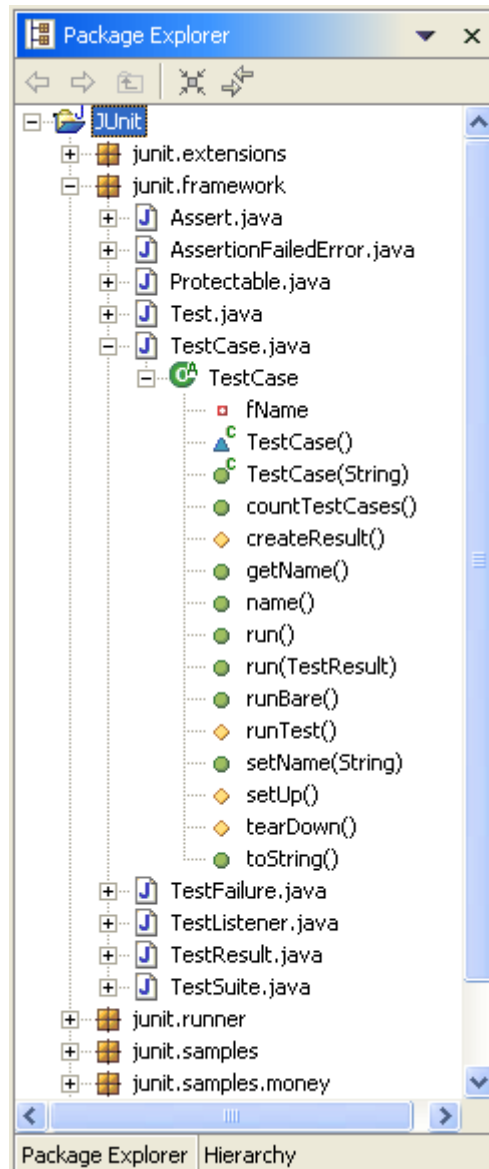 Package Explorer
JUnit
junit.extensions
junit.framework
Assert.java
AssertionFailedError.java
Protectable.java
Test.java
TestCase.java
TestCase
fName
TestCase()
TestCase(String)
countTestCases()
createResult()
getName()
name()
run()
run(TestResult)
runBare()
runTest()
setName(String)
setUp()
tearDown()
toString()
TestFailure.java
TestListener.java
TestResult.java
TestSuite.java
junit.runner
junit.samples
junit.samples.money
Package Explorer Hierarchy